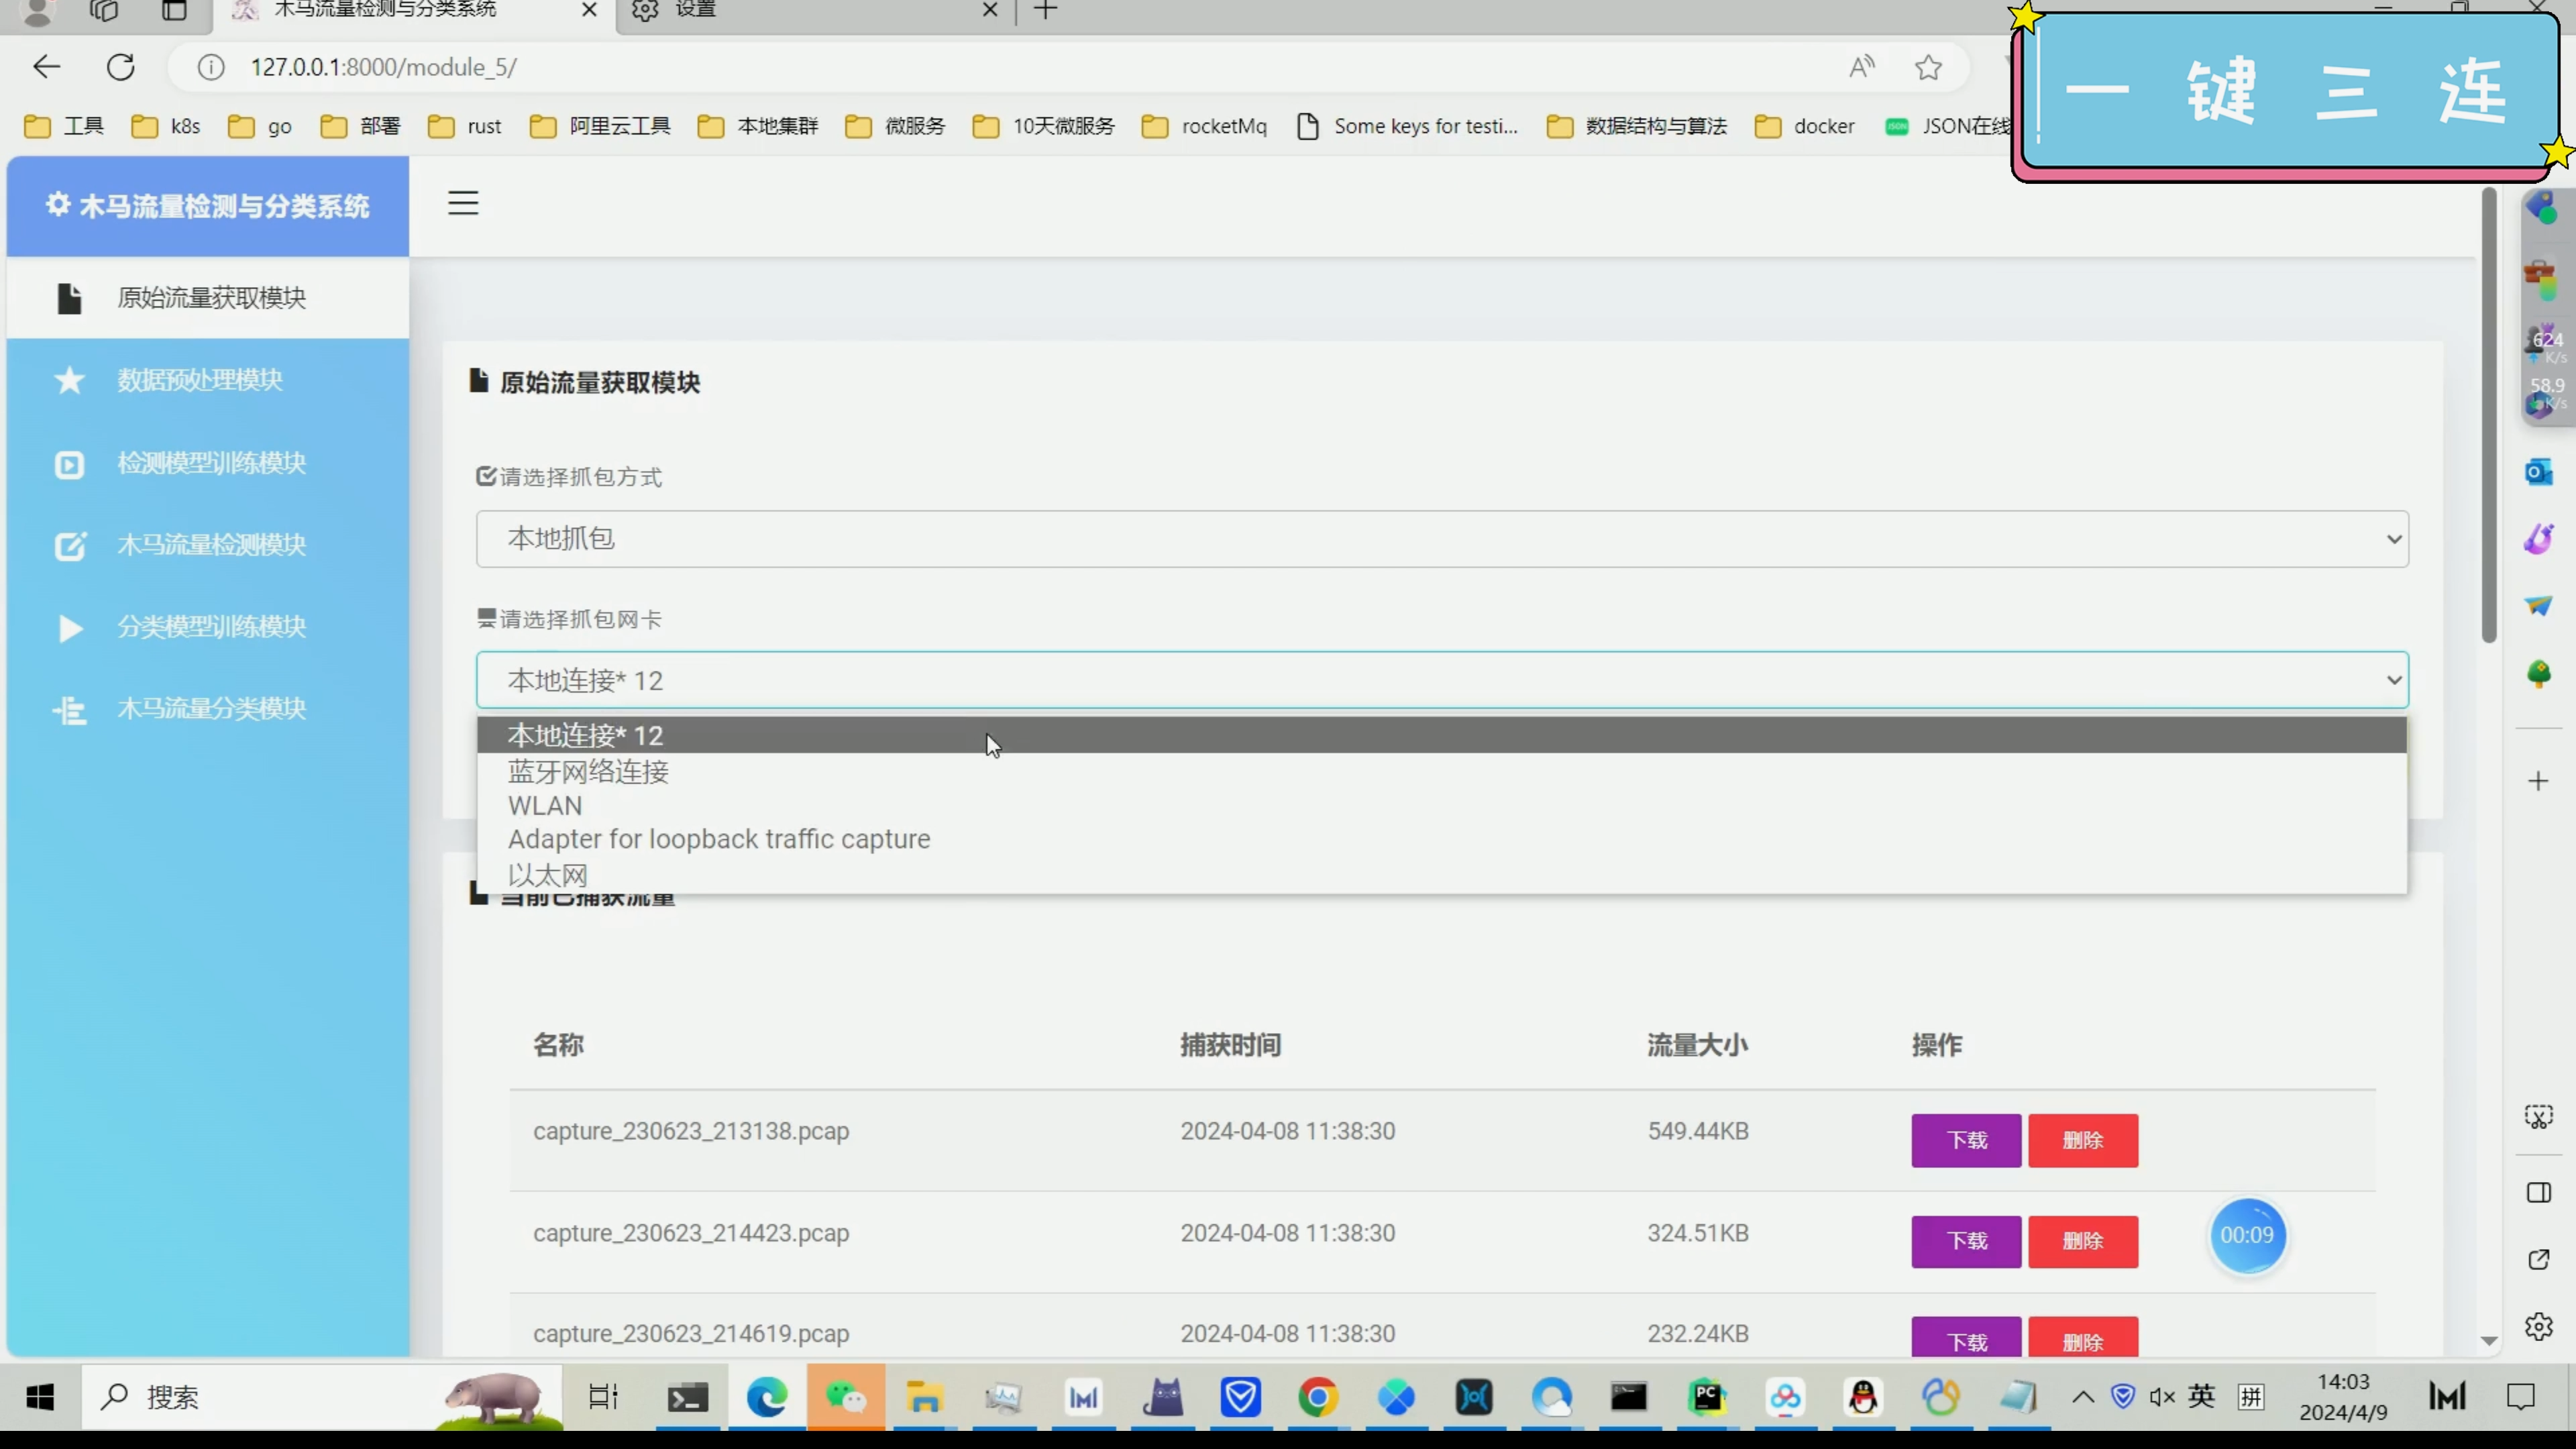 木马流量检测与分类系统
设置
一键三连
127.0.0.1:8000/module_5/
工具 k8s go 部署 rust 阿里云工具 本地集群 微服务 10天微服务 rocketMq Some keys for testi... 数据结构与算法 docker JSON在线
木马流量检测与分类系统
原始流量获取模块
数据预处理模块
检测模型训练模块
木马流量检测模块
分类模型训练模块
木马流量分类模块
原始流量获取模块
请选择抓包方式
本地抓包
请选择抓包网卡
本地连接* 12
本地连接* 12
蓝牙网络连接
WLAN
Adapter for loopback traffic capture
以太网
当前已捕获流量
名称 捕获时间 流量大小 操作
capture_230623_213138.pcap 2024-04-08 11:38:30 549.44KB 下载 删除
capture_230623_214423.pcap 2024-04-08 11:38:30 324.51KB 下载 删除
00:09
capture_230623_214619.pcap 2024-04-08 11:38:30 232.24KB 下载 删除
624
K/s
58.9
K/s
搜索
英
拼
14:03
2024/4/9